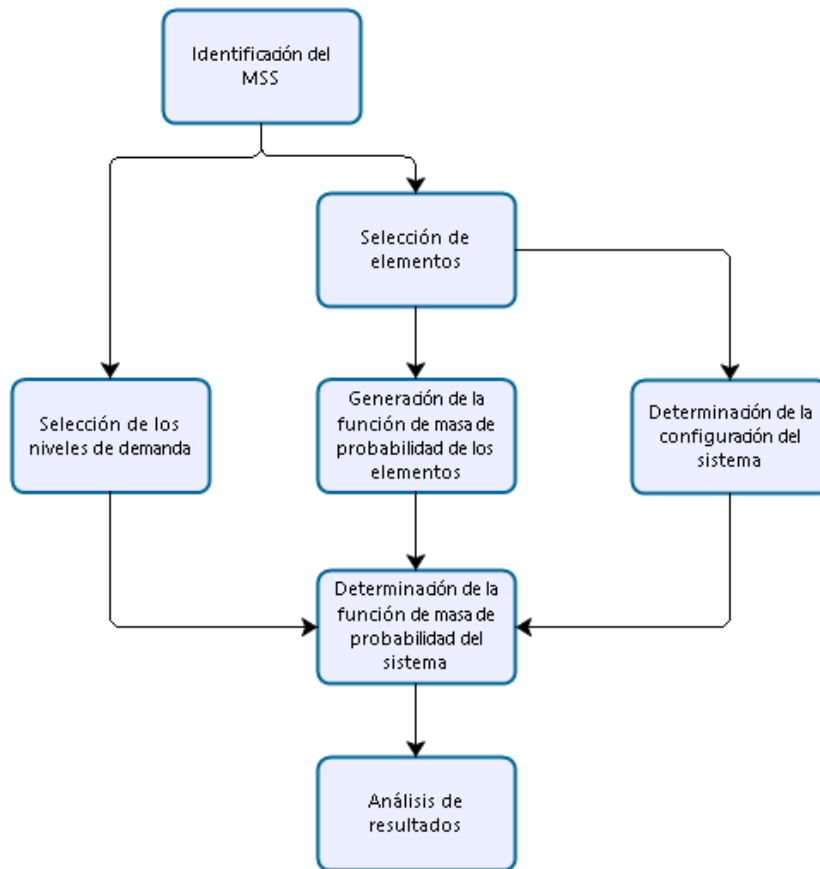 Identificación del
MSS
Selección de
elementos
Selección de los
niveles de demanda
Generación de la
función de masa de
probabilidad de los
elementos
Determinación de la
configuración del
sistema
Determinación de la
función de masa de
probabilidad del
sistema
Análisis de
resultados